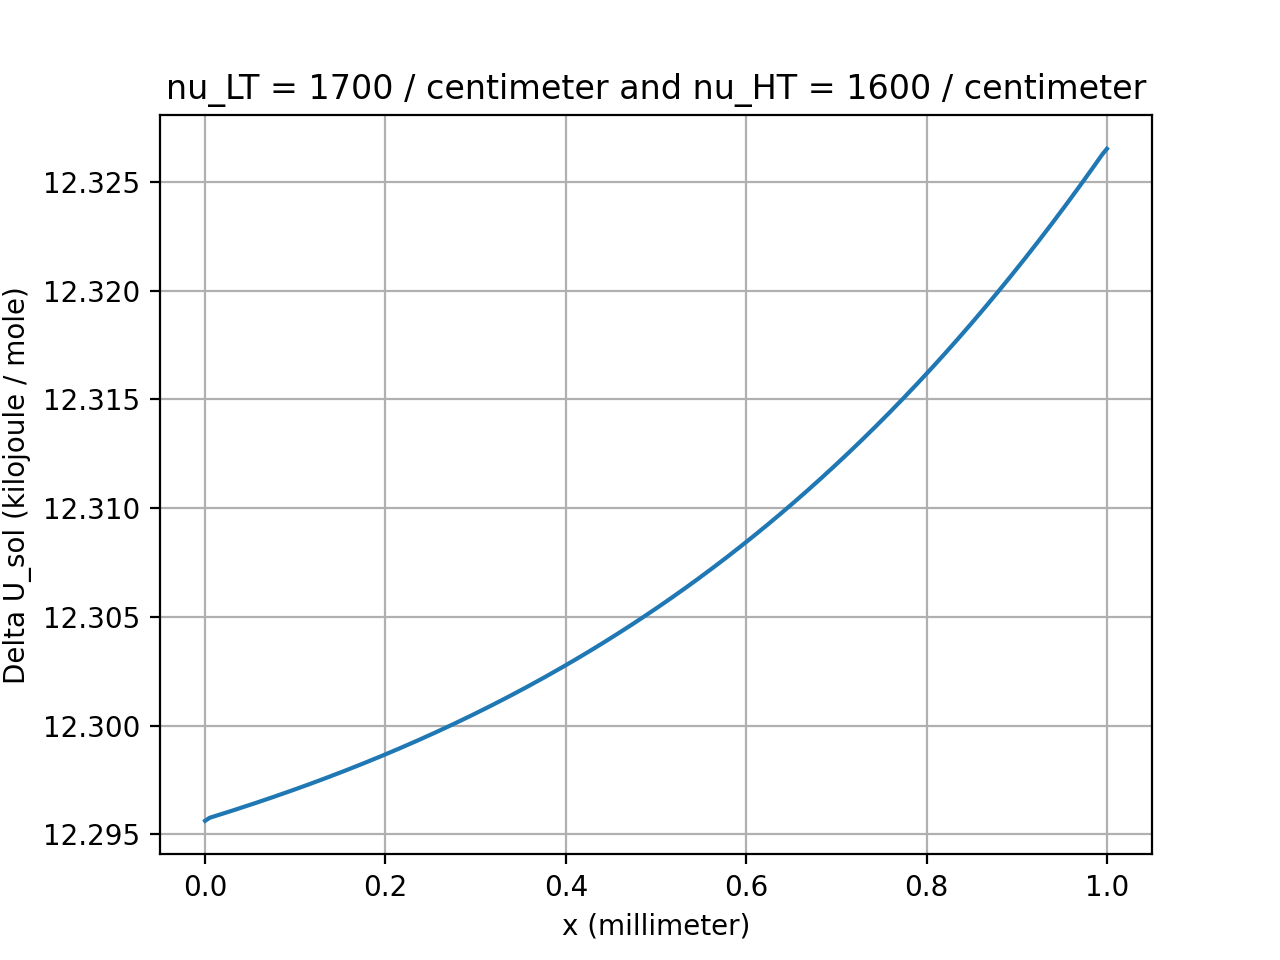 nu_LT = 1700 / centimeter and nu_HT = 1600 / centimeter
Delta U_sol (kilojoule / mole)
12.325
12.320
12.315
12.310
12.305
12.300
12.295
0.0 0.2 0.4 0.6 0.8 1.0
x (millimeter)